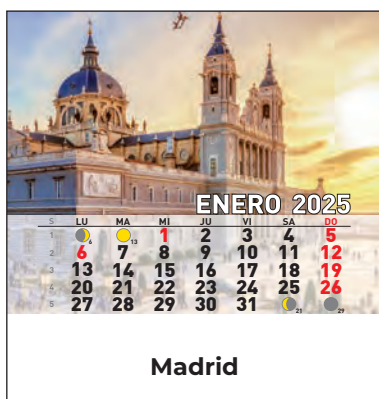 ENERO 2025
S LU MA MI JU VI SA DO
1 6 13 1 2 3 4 5
2 6 7 8 9 10 11 12
3 13 14 15 16 17 18 19
4 20 21 22 23 24 25 26
5 27 28 29 30 31 21 29
Madrid